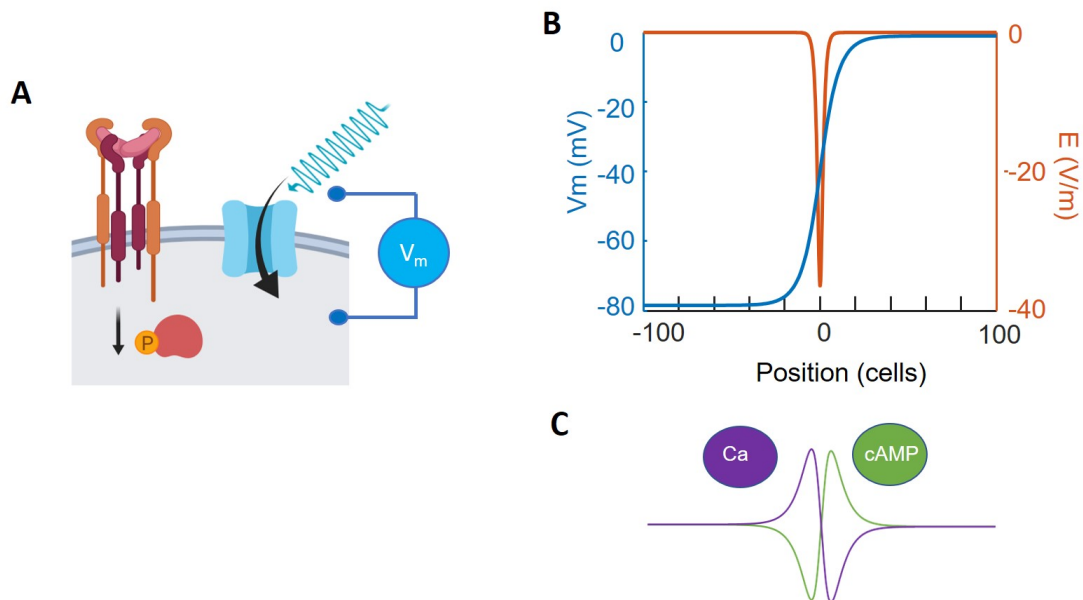 A
P
Vm
B
0
-20
-40
-60
-80
Vm (mV)
0
-20
-40
E (V/m)
-100
0
100
Position (cells)
C
Ca
cAMP